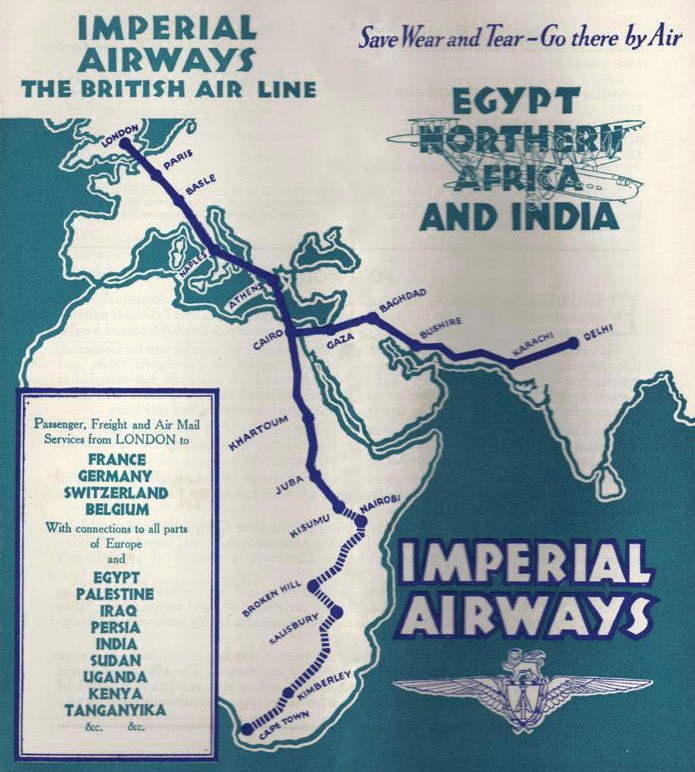 IMPERIAL
AIRWAYS
THE BRITISH AIR LINE
Save Wear and Tear – Go there by Air
EGYPT
NORTHERN
AFRICA
AND INDIA
LONDON
PARIS
BASLE
NAPLES
ATHENS
CAIRO
GAZA
BAGHDAD
BUSHIRE
KARACHI
DELHI
KHARTOUM
JUBA
KISUMU
NAIROBI
BROKEN HILL
SALISBURY
KIMBERLEY
CAPE TOWN
Passenger, Freight and Air Mail
Services from LONDON to
FRANCE
GERMANY
SWITZERLAND
BELGIUM
With connections to all parts
of Europe
and
EGYPT
PALESTINE
IRAQ
PERSIA
INDIA
SUDAN
UGANDA
KENYA
TANGANYIKA
&c. &c.
IMPERIAL
AIRWAYS